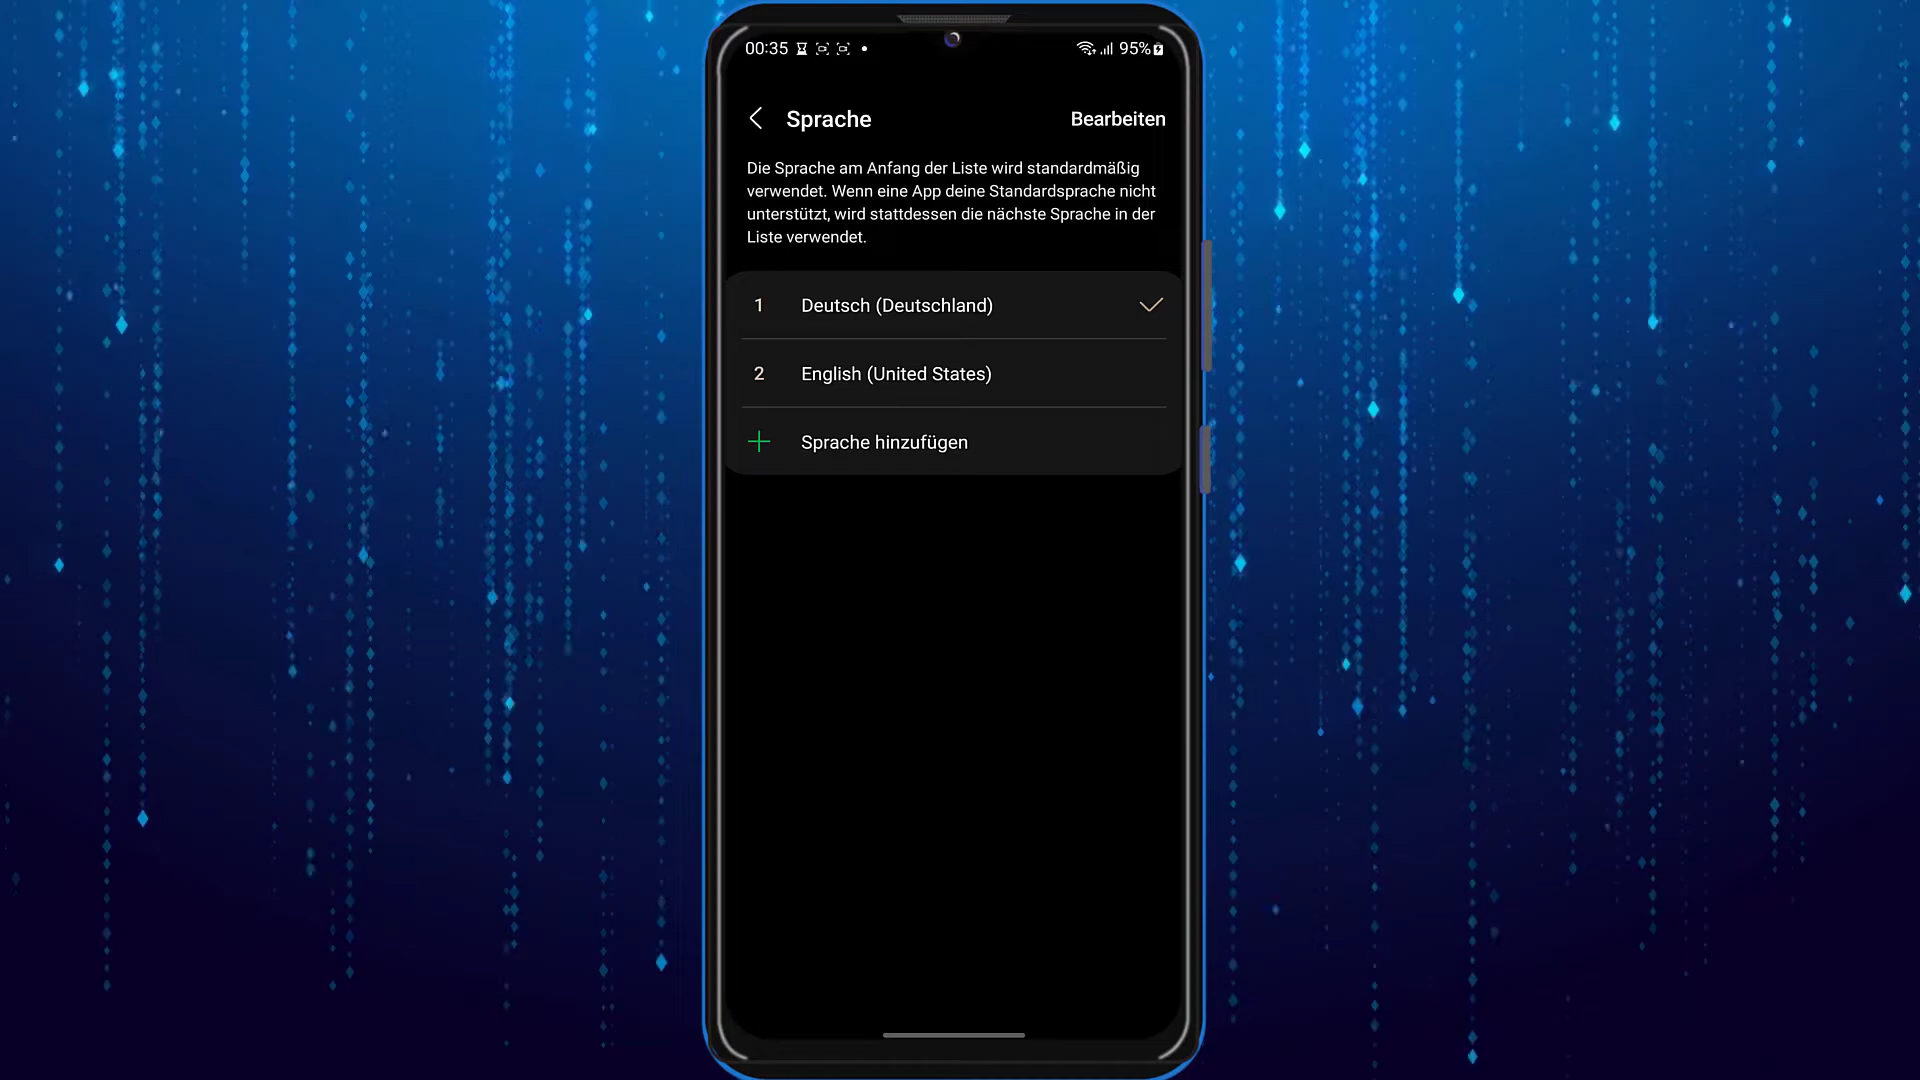 00:35
95%
Sprache
Bearbeiten
Die Sprache am Anfang der Liste wird standardmäßig
verwendet. Wenn eine App deine Standardsprache nicht
unterstützt, wird stattdessen die nächste Sprache in der
Liste verwendet.
1 Deutsch (Deutschland)
2 English (United States)
Sprache hinzufügen